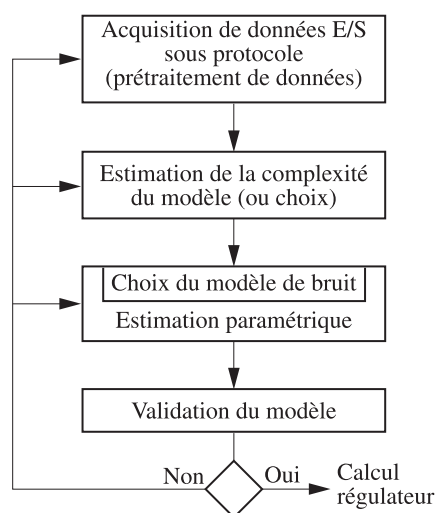 Acquisition de données E/S
sous protocole
(prétraitement de données)
Estimation de la complexité
du modèle (ou choix)
Choix du modèle de bruit
Estimation paramétrique
Validation du modèle
Non
Oui
Calcul
régulateur